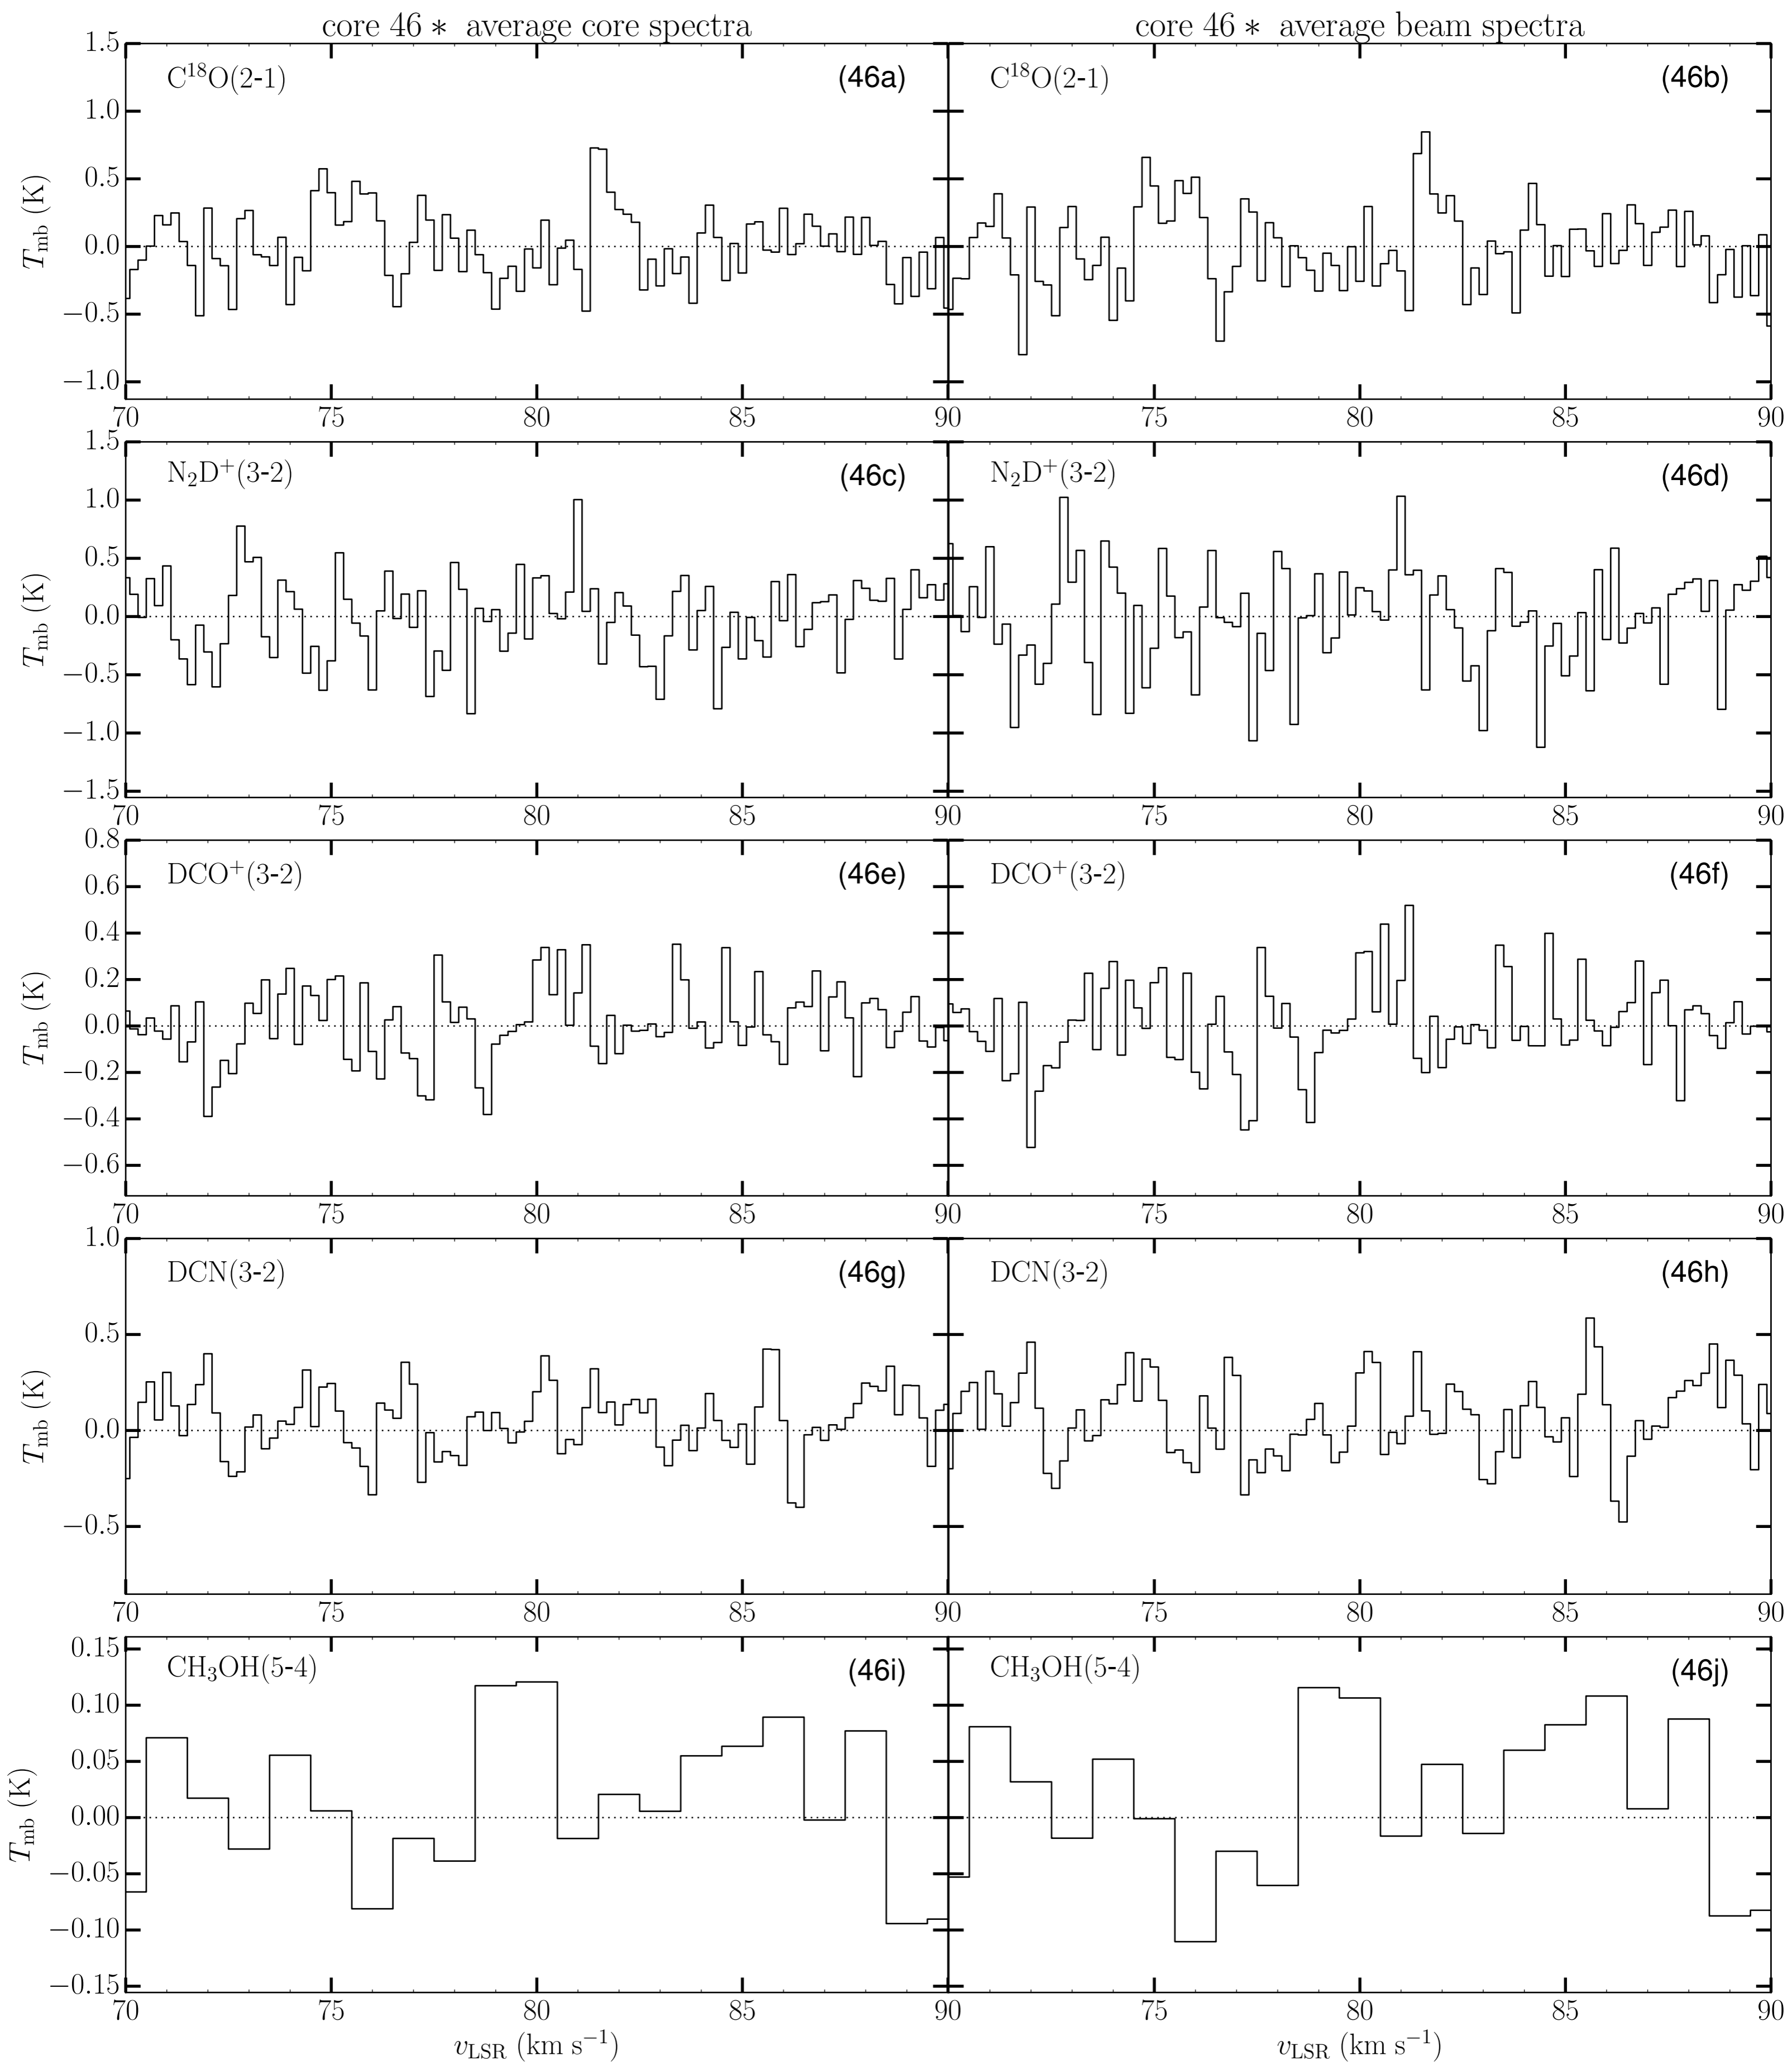 core 46 ∗ average core spectra
core 46 ∗ average beam spectra
1.5
1.0
0.5
0.0
−0.5
−1.0
T_mb (K)
C¹⁸O(2-1)
(46a)
C¹⁸O(2-1)
(46b)
70 75 80 85 90 75 80 85 90
1.5
1.0
0.5
0.0
−0.5
−1.0
−1.5
T_mb (K)
N₂D⁺(3-2)
(46c)
N₂D⁺(3-2)
(46d)
70 75 80 85 90 75 80 85 90
0.8
0.6
0.4
0.2
0.0
−0.2
−0.4
−0.6
T_mb (K)
DCO⁺(3-2)
(46e)
DCO⁺(3-2)
(46f)
70 75 80 85 90 75 80 85 90
1.0
0.5
0.0
−0.5
T_mb (K)
DCN(3-2)
(46g)
DCN(3-2)
(46h)
70 75 80 85 90 75 80 85 90
0.15
0.10
0.05
0.00
−0.05
−0.10
−0.15
T_mb (K)
CH₃OH(5-4)
(46i)
CH₃OH(5-4)
(46j)
70 75 80 85 90 75 80 85 90
v_LSR (km s⁻¹)
v_LSR (km s⁻¹)